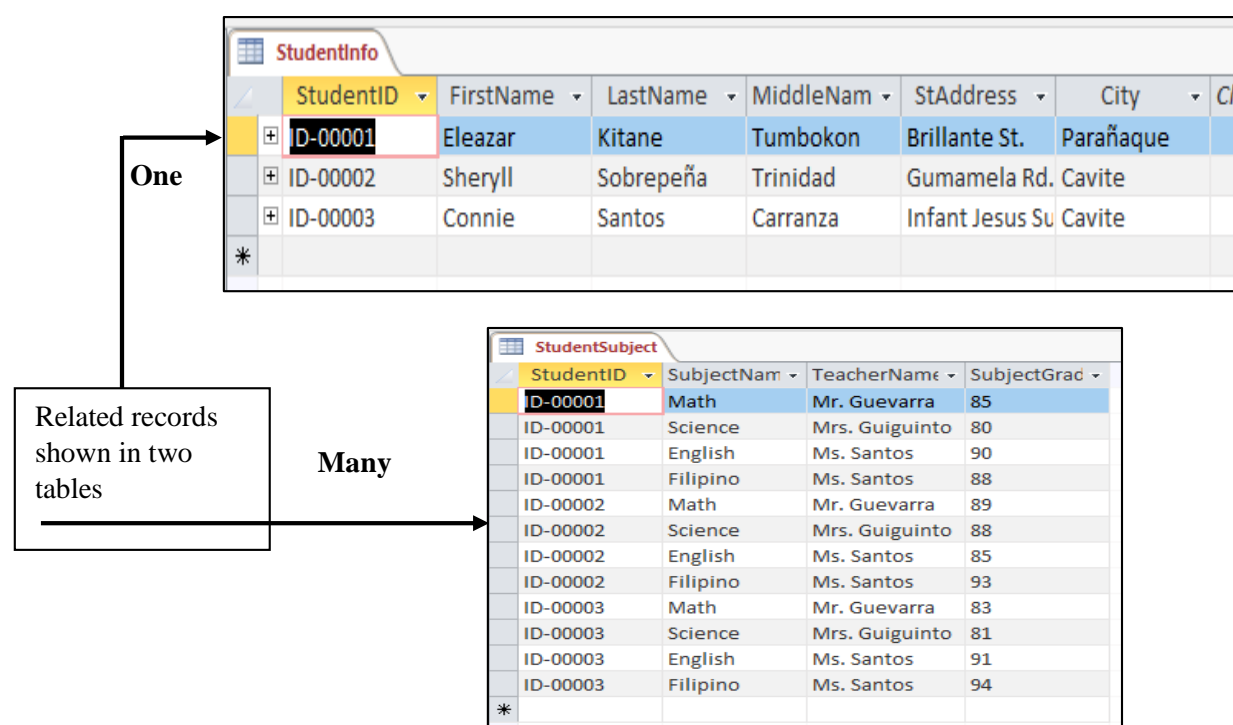 StudentInfo
StudentID FirstName LastName MiddleNam StAddress City
ID-00001 Eleazar Kitane Tumbokon Brillante St. Parañaque
ID-00002 Sheryll Sobrepeña Trinidad Gumamela Rd. Cavite
ID-00003 Connie Santos Carranza Infant Jesus Su Cavite
One
Related records
shown in two
tables
Many
StudentSubject
StudentID SubjectNam TeacherName SubjectGrad
ID-00001 Math Mr. Guevarra 85
ID-00001 Science Mrs. Guiguinto 80
ID-00001 English Ms. Santos 90
ID-00001 Filipino Ms. Santos 88
ID-00002 Math Mr. Guevarra 89
ID-00002 Science Mrs. Guiguinto 88
ID-00002 English Ms. Santos 85
ID-00002 Filipino Ms. Santos 93
ID-00003 Math Mr. Guevarra 83
ID-00003 Science Mrs. Guiguinto 81
ID-00003 English Ms. Santos 91
ID-00003 Filipino Ms. Santos 94